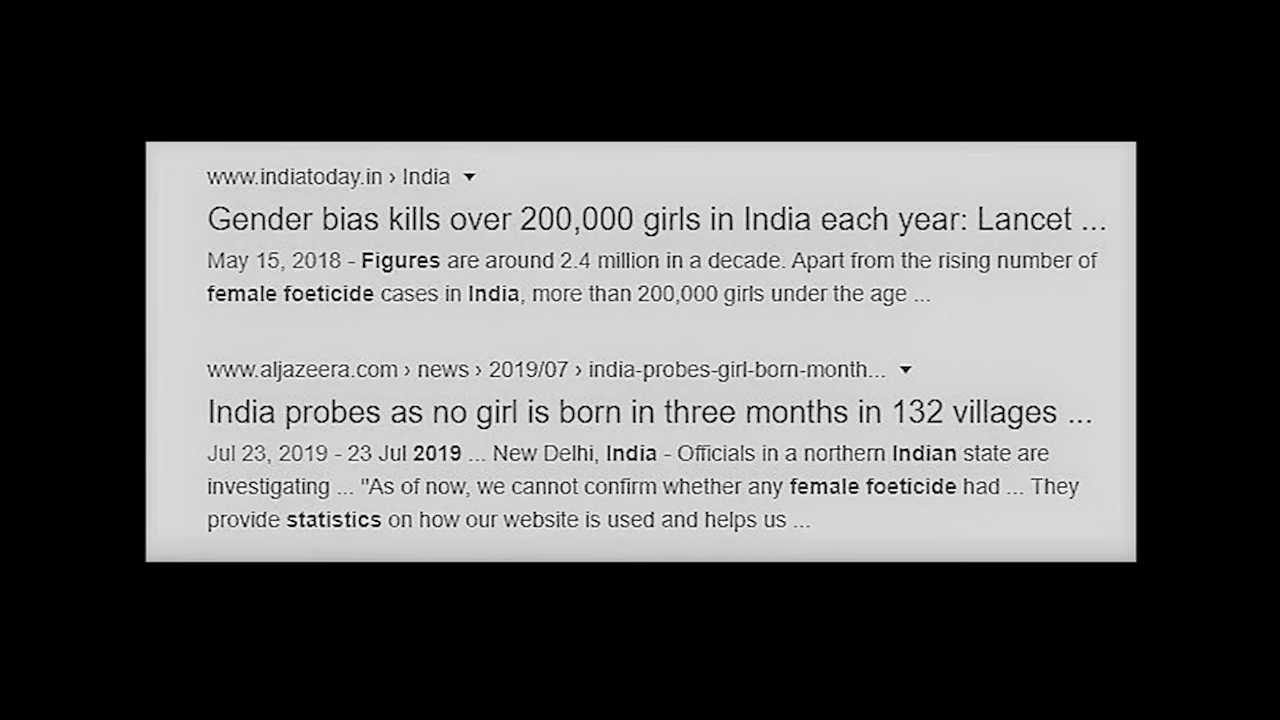 www.indiatoday.in › India
Gender bias kills over 200,000 girls in India each year: Lancet ...
May 15, 2018 - Figures are around 2.4 million in a decade. Apart from the rising number of
female foeticide cases in India, more than 200,000 girls under the age ...
www.aljazeera.com › news › 2019/07 › india-probes-girl-born-month...
India probes as no girl is born in three months in 132 villages ...
Jul 23, 2019 - 23 Jul 2019 ... New Delhi, India - Officials in a northern Indian state are
investigating ... "As of now, we cannot confirm whether any female foeticide had ... They
provide statistics on how our website is used and helps us ...